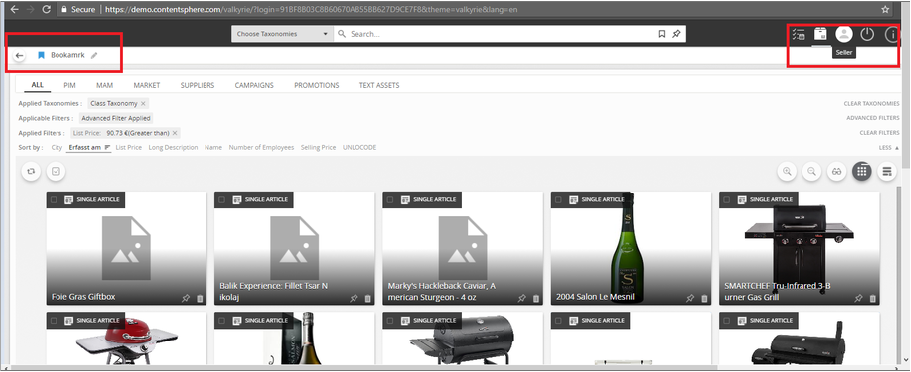 Secure https://demo.contentsphere.com/valkyrie/?login=91BF8B03C8B60670AB55BB627D9CE7F8&theme=valkyrie&lang=en
Choose Taxonomies Search...
Seller
Bookamrk
ALL PIM MAM MARKET SUPPLIERS CAMPAIGNS PROMOTIONS TEXT ASSETS
Applied Taxonomies : Class Taxonomy CLEAR TAXONOMIES
Applicable Filters : Advanced Filter Applied ADVANCED FILTERS
Applied Filters : List Price: 90.73 €(Greater than) CLEAR FILTERS
Sort by : City Erfasst am List Price Long Description Name Number of Employees Selling Price UNLOCODE LESS
SINGLE ARTICLE SINGLE ARTICLE SINGLE ARTICLE SINGLE ARTICLE SINGLE ARTICLE
Foie Gras Giftbox
Balik Experience: Fillet Tsar N
ikolaj
Marky's Hackleback Caviar, A
merican Sturgeon - 4 oz
2004 Salon Le Mesnil
SMARTCHEF Tru-Infrared 3-B
urner Gas Grill
SINGLE ARTICLE SINGLE ARTICLE SINGLE ARTICLE SINGLE ARTICLE SINGLE ARTICLE